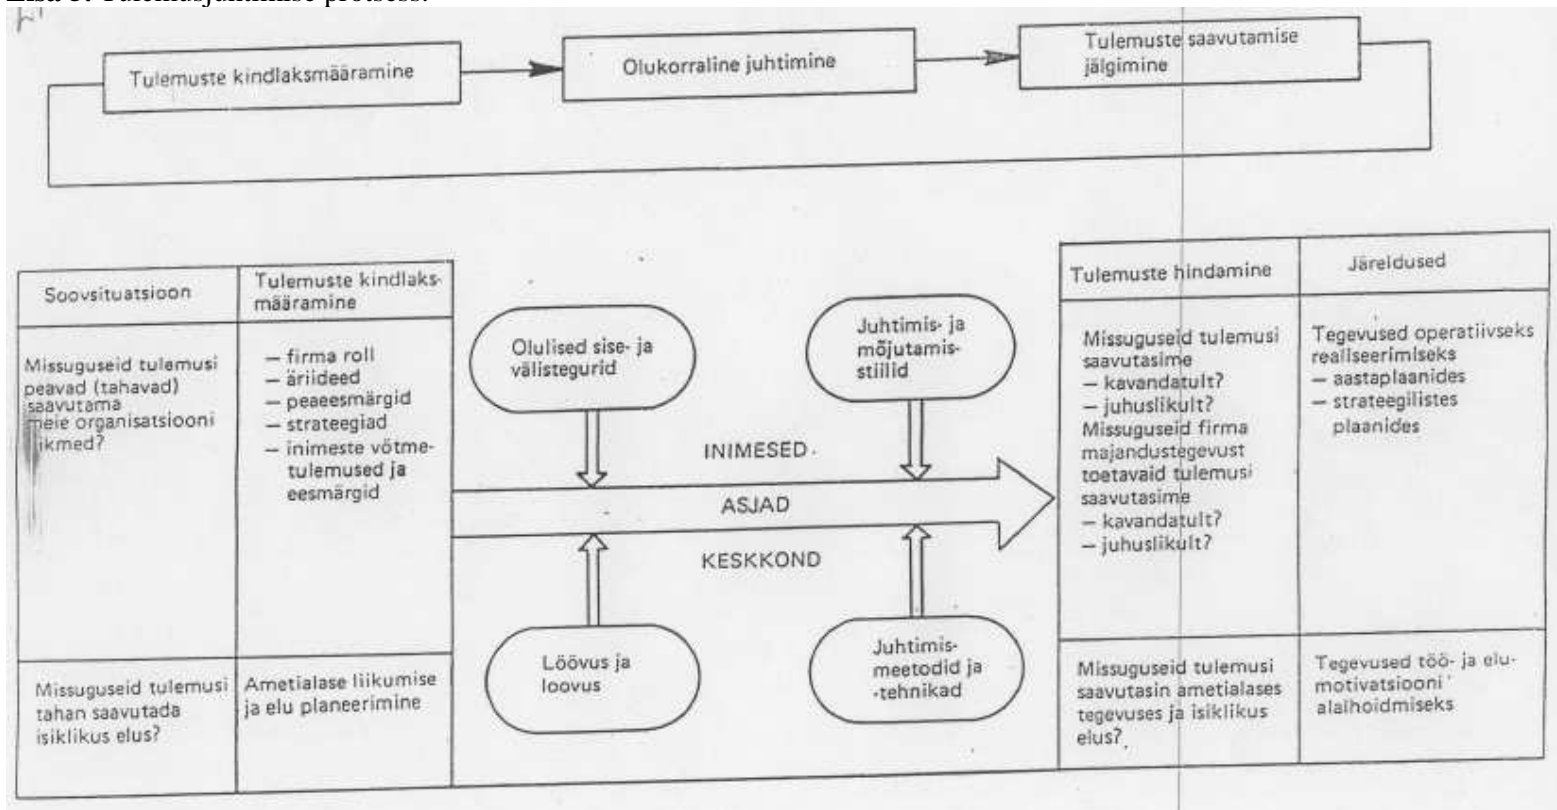 Lisa 3. Tulemusjuhtimise protsess.
Tulemuste kindlaksmääramine
Olukorraline juhtimine
Tulemuste saavutamise
jälgimine
Soovsituatsioon
Missuguseid tulemusi
peavad (tahavad)
saavutama
meie organisatsiooni
liikmed?
Missuguseid tulemusi
tahan saavutada
isiklikus elus?
Tulemuste kindlaks-
määramine
— firma roll
— äriideed
— peaeesmärgid
— strateegiad
— inimeste võtme-
tulemused ja
eesmärgid
Ametialase liikumise
ja elu planeerimine
Olulised sise- ja
välistegurid
Juhtimis- ja
mõjutamis-
stiilid
INIMESED
ASJAD
KESKKOND
Löövus ja
loovus
Juhtimis-
meetodid ja
-tehnikad
Tulemuste hindamine
Missuguseid tulemusi
saavutasime
— kavandatult?
— juhuslikult?
Missuguseid firma
majandustegevust
toetavaid tulemusi
saavutasime
— kavandatult?
— juhuslikult?
Missuguseid tulemusi
saavutasin ametialases
tegevuses ja isiklikus
elus?
Järeldused
Tegevused operatiivseks
realiseerimiseks
— aastaplaanides
— strateegilistes
plaanides
Tegevused töö- ja elu-
motivatsiooni
alalhoidmiseks